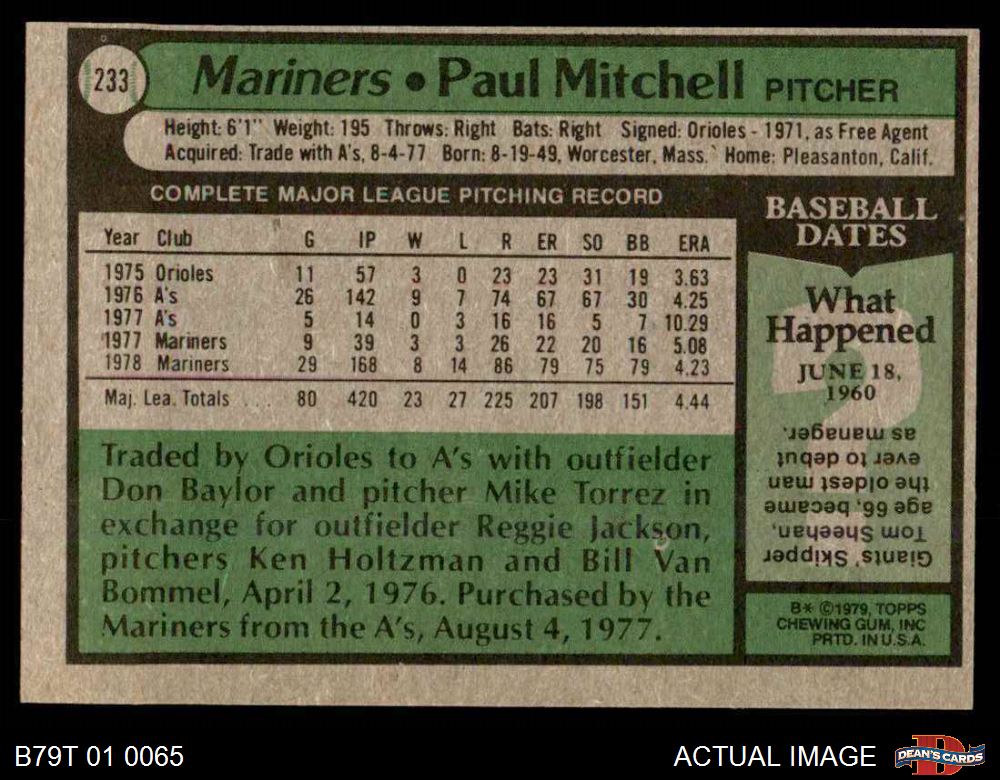 233
Mariners • Paul Mitchell PITCHER
Height: 6'1" Weight: 195 Throws: Right Bats: Right Signed: Orioles - 1971, as Free Agent
Acquired: Trade with A's, 8-4-77 Born: 8-19-49, Worcester, Mass. Home: Pleasanton, Calif.
COMPLETE MAJOR LEAGUE PITCHING RECORD
Year Club G IP W L R ER SO BB ERA
1975 Orioles 11 57 3 0 23 23 31 19 3.63
1976 A's 26 142 9 7 74 67 67 30 4.25
1977 A's 5 14 0 3 16 16 5 7 10.29
1977 Mariners 9 39 3 3 26 22 20 16 5.08
1978 Mariners 29 168 8 14 86 79 75 79 4.23
Maj. Lea. Totals ... 80 420 23 27 225 207 198 151 4.44
Traded by Orioles to A's with outfielder
Don Baylor and pitcher Mike Torrez in
exchange for outfielder Reggie Jackson,
pitchers Ken Holtzman and Bill Van
Bommel, April 2, 1976. Purchased by the
Mariners from the A's, August 4, 1977.
BASEBALL
DATES
What
Happened
JUNE 18,
1960
Giants' Skipper
Tom Sheehan,
age 66, became
the oldest man
ever to debut
as manager.
B* ©1979, TOPPS
CHEWING GUM, INC
PRTD. IN U.S.A.
B79T 01 0065
ACTUAL IMAGE
DEAN'S CARDS